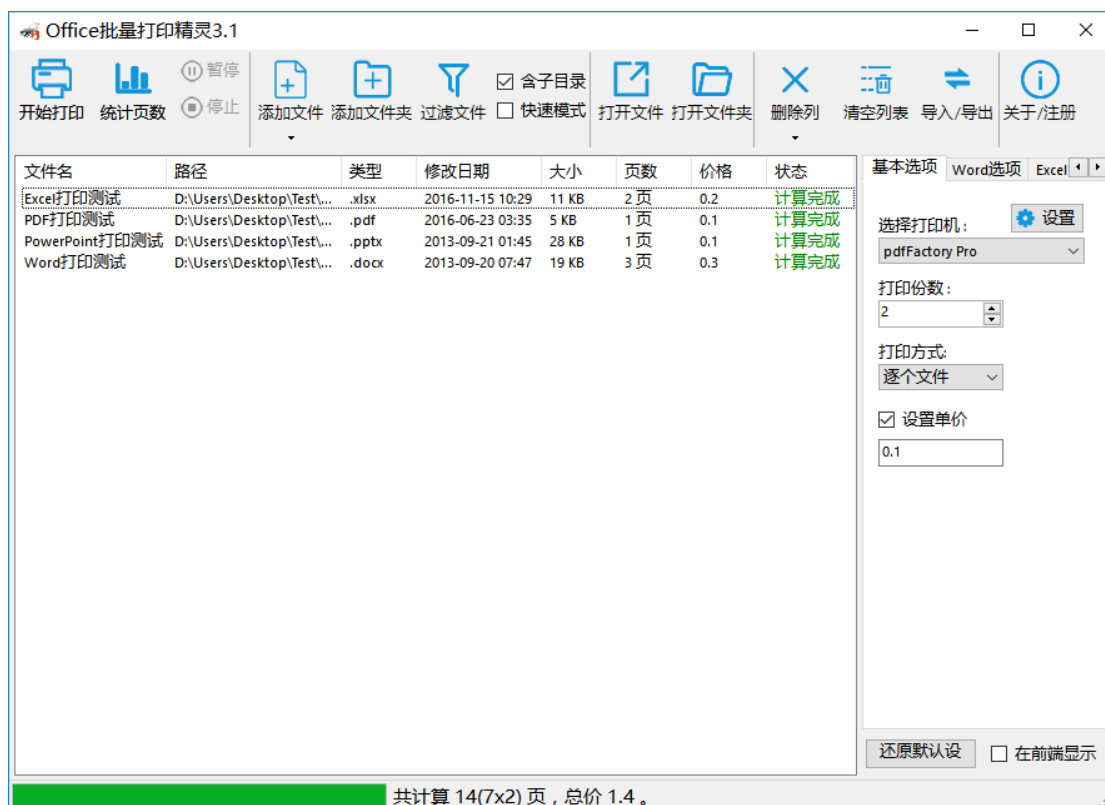 Office批量打印精灵3.1
开始打印 统计页数 暂停 停止 添加文件 添加文件夹 过滤文件 含子目录 快速模式 打开文件 打开文件夹 删除列 清空列表 导入/导出 关于/注册
文件名 路径 类型 修改日期 大小 页数 价格 状态
Excel打印测试 D:\Users\Desktop\Test\... .xlsx 2016-11-15 10:29 11 KB 2 页 0.2 计算完成
PDF打印测试 D:\Users\Desktop\Test\... .pdf 2016-06-23 03:35 5 KB 1 页 0.1 计算完成
PowerPoint打印测试 D:\Users\Desktop\Test\... .pptx 2013-09-21 01:45 28 KB 1 页 0.1 计算完成
Word打印测试 D:\Users\Desktop\Test\... .docx 2013-09-20 07:47 19 KB 3 页 0.3 计算完成
基本选项 Word选项 Excel
选择打印机: 设置
pdfFactory Pro
打印份数:
2
打印方式:
逐个文件
设置单价
0.1
还原默认设 在前端显示
共计算 14(7x2) 页，总价 1.4 。